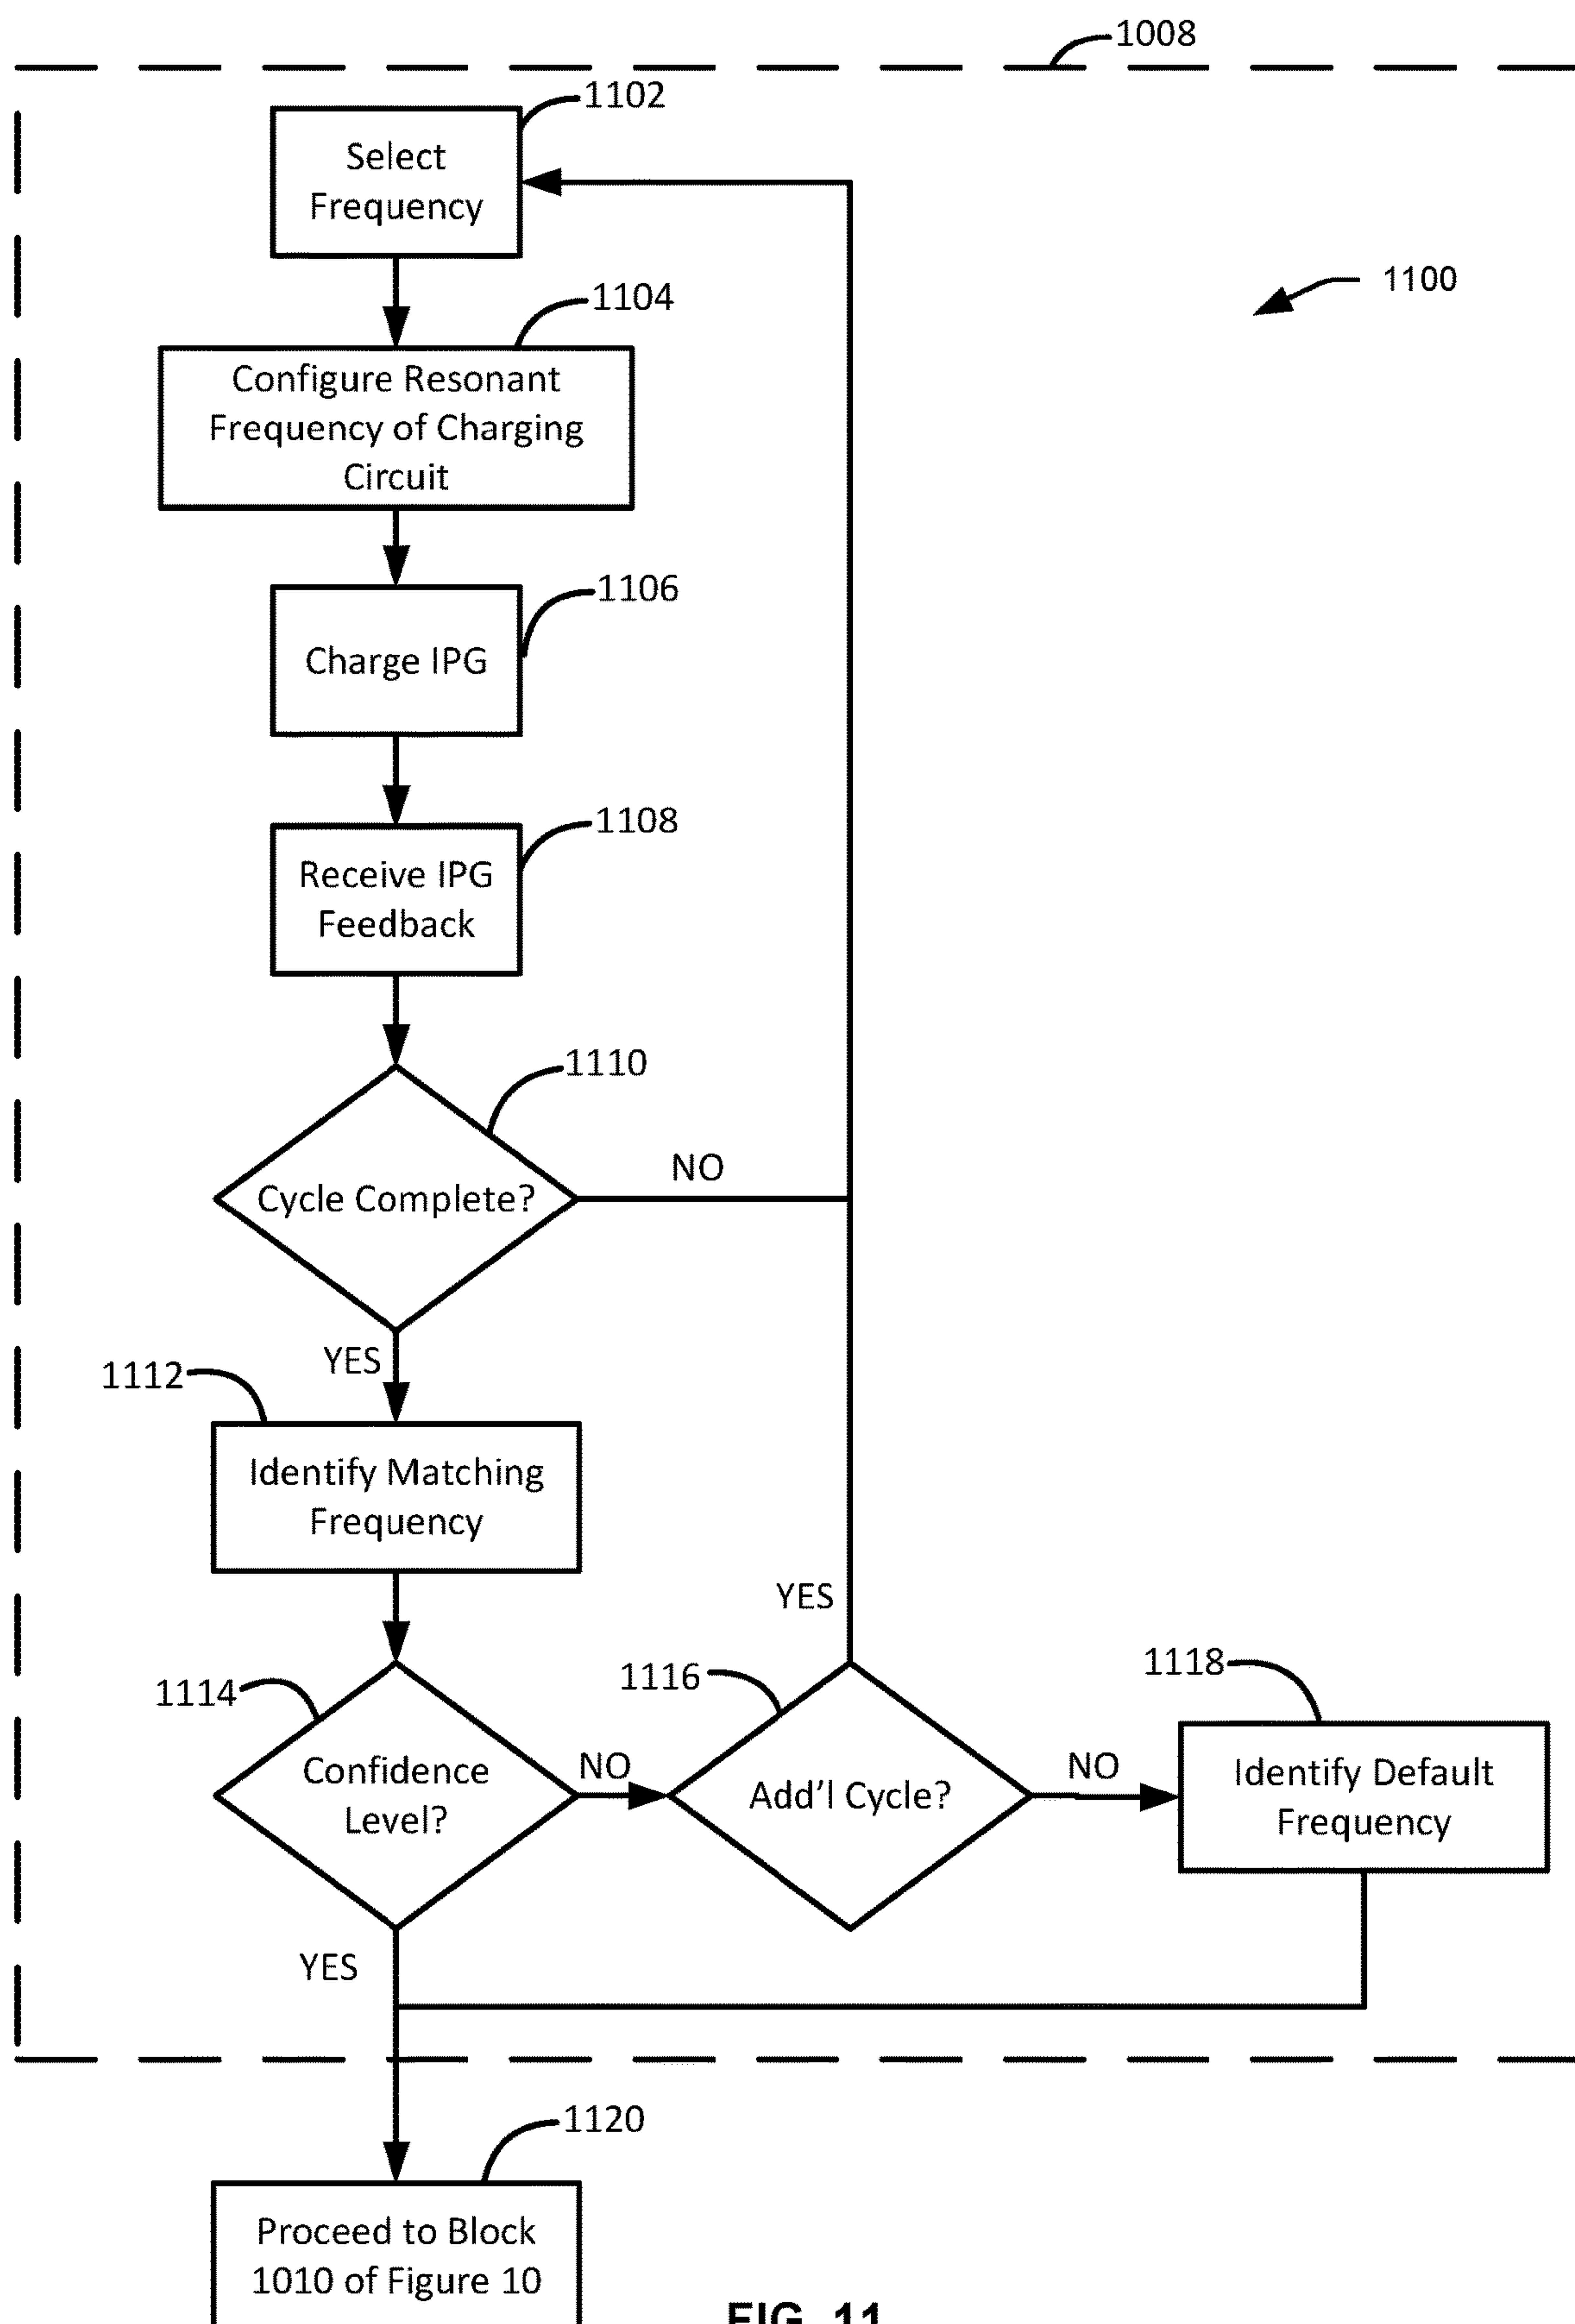 1008
1102
Select
Frequency
1100
1104
Configure Resonant
Frequency of Charging
Circuit
1106
Charge IPG
1108
Receive IPG
Feedback
1110
Cycle Complete?
NO
YES
1112
Identify Matching
Frequency
YES
1114
Confidence
Level?
NO
1116
Add'l Cycle?
NO
1118
Identify Default
Frequency
YES
1120
Proceed to Block
1010 of Figure 10
FIG. 11